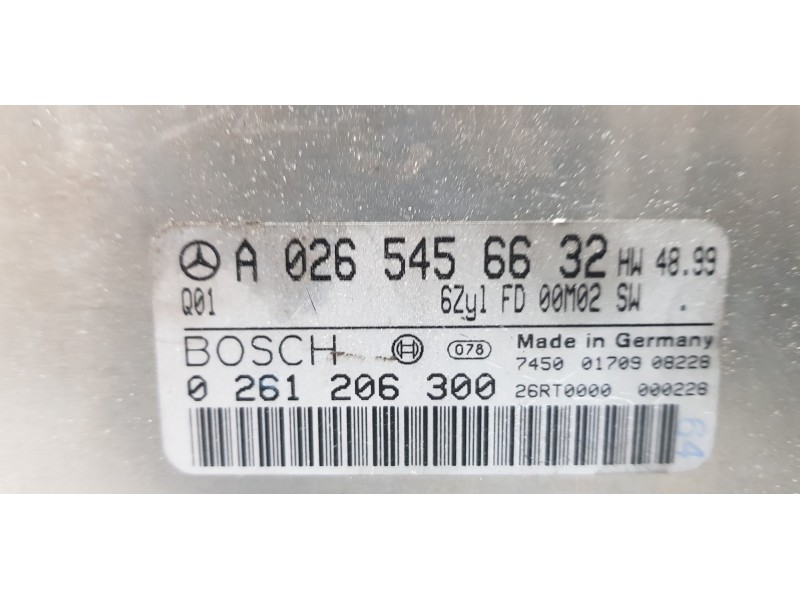 A 026 545 66 32 HW 48.99
Q01 6Zyl FD 00M02 SW .
BOSCH 078 Made in Germany
7450 01709 08228
0 261 206 300 26RT0000 000228
64